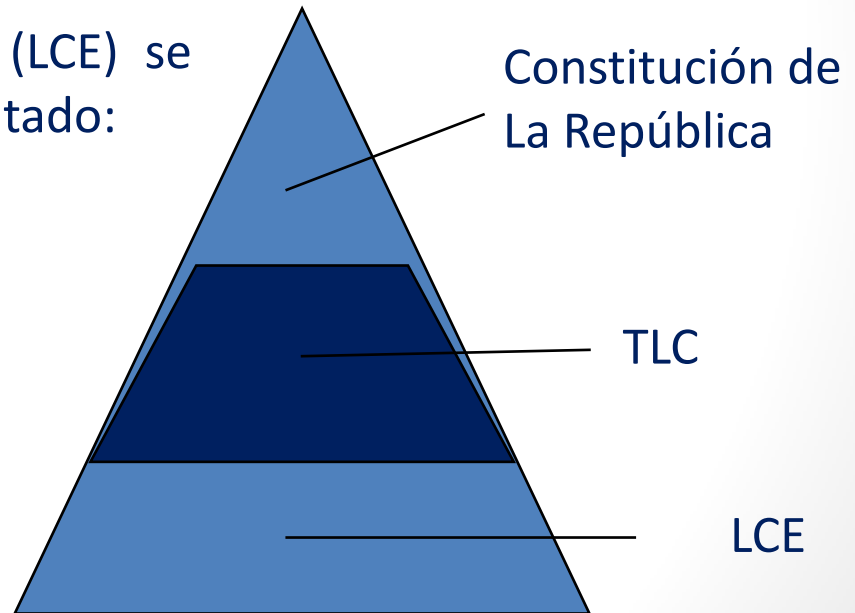 (LCE) se
tado:
Constitución de
La República
TLC
LCE